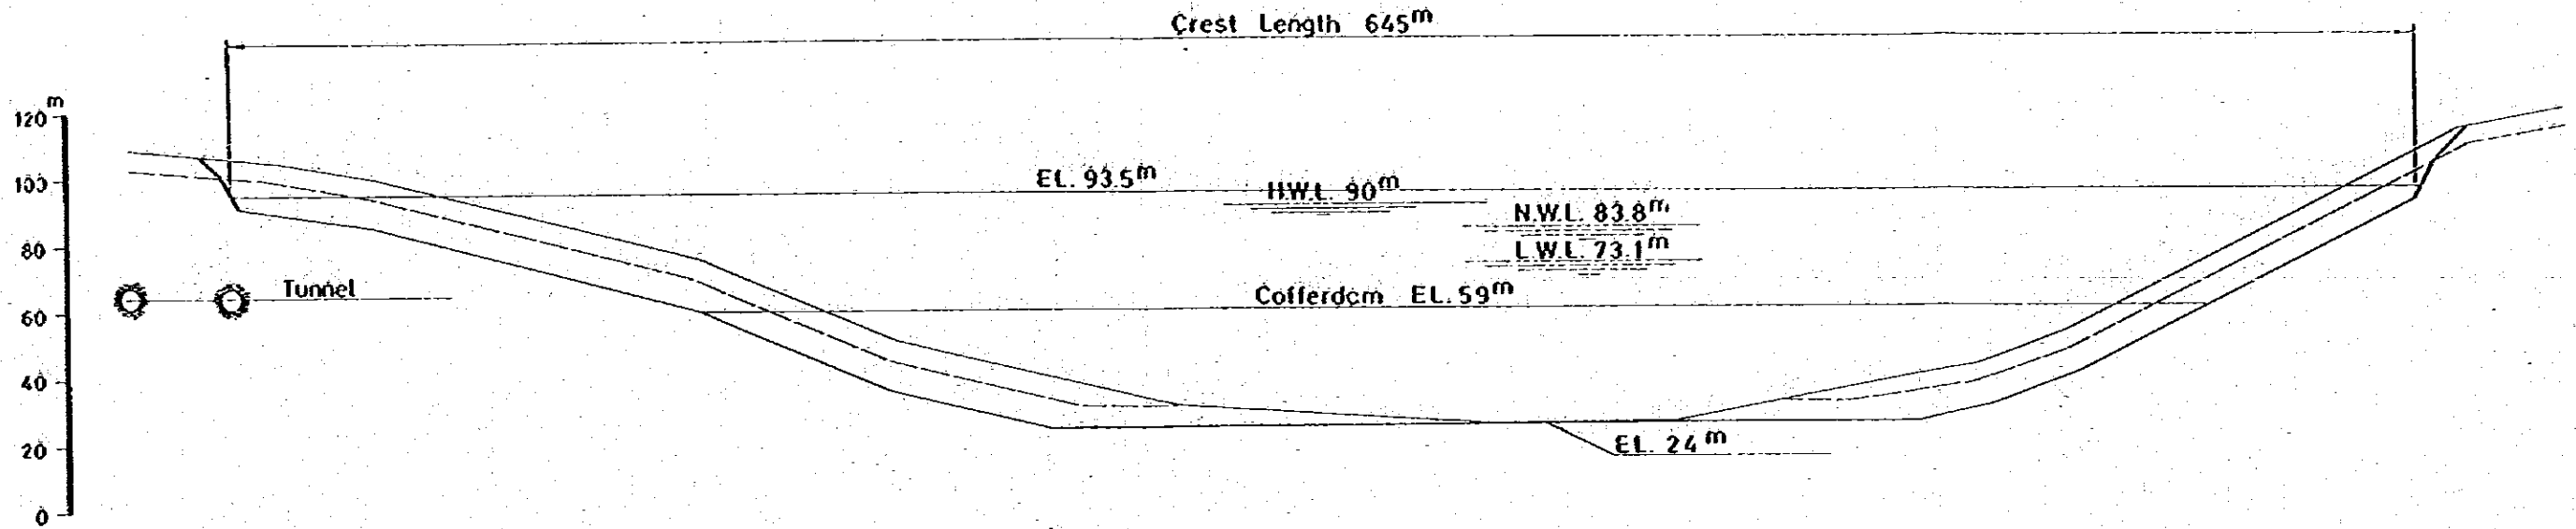 Crest Length 645m
m
120
100
80
60
40
20
0
EL. 93.5m
H.W.L. 90m
N.W.L. 83.8m
L.W.L. 73.1m
Tunnel
Cofferdam EL. 59m
EL. 24m